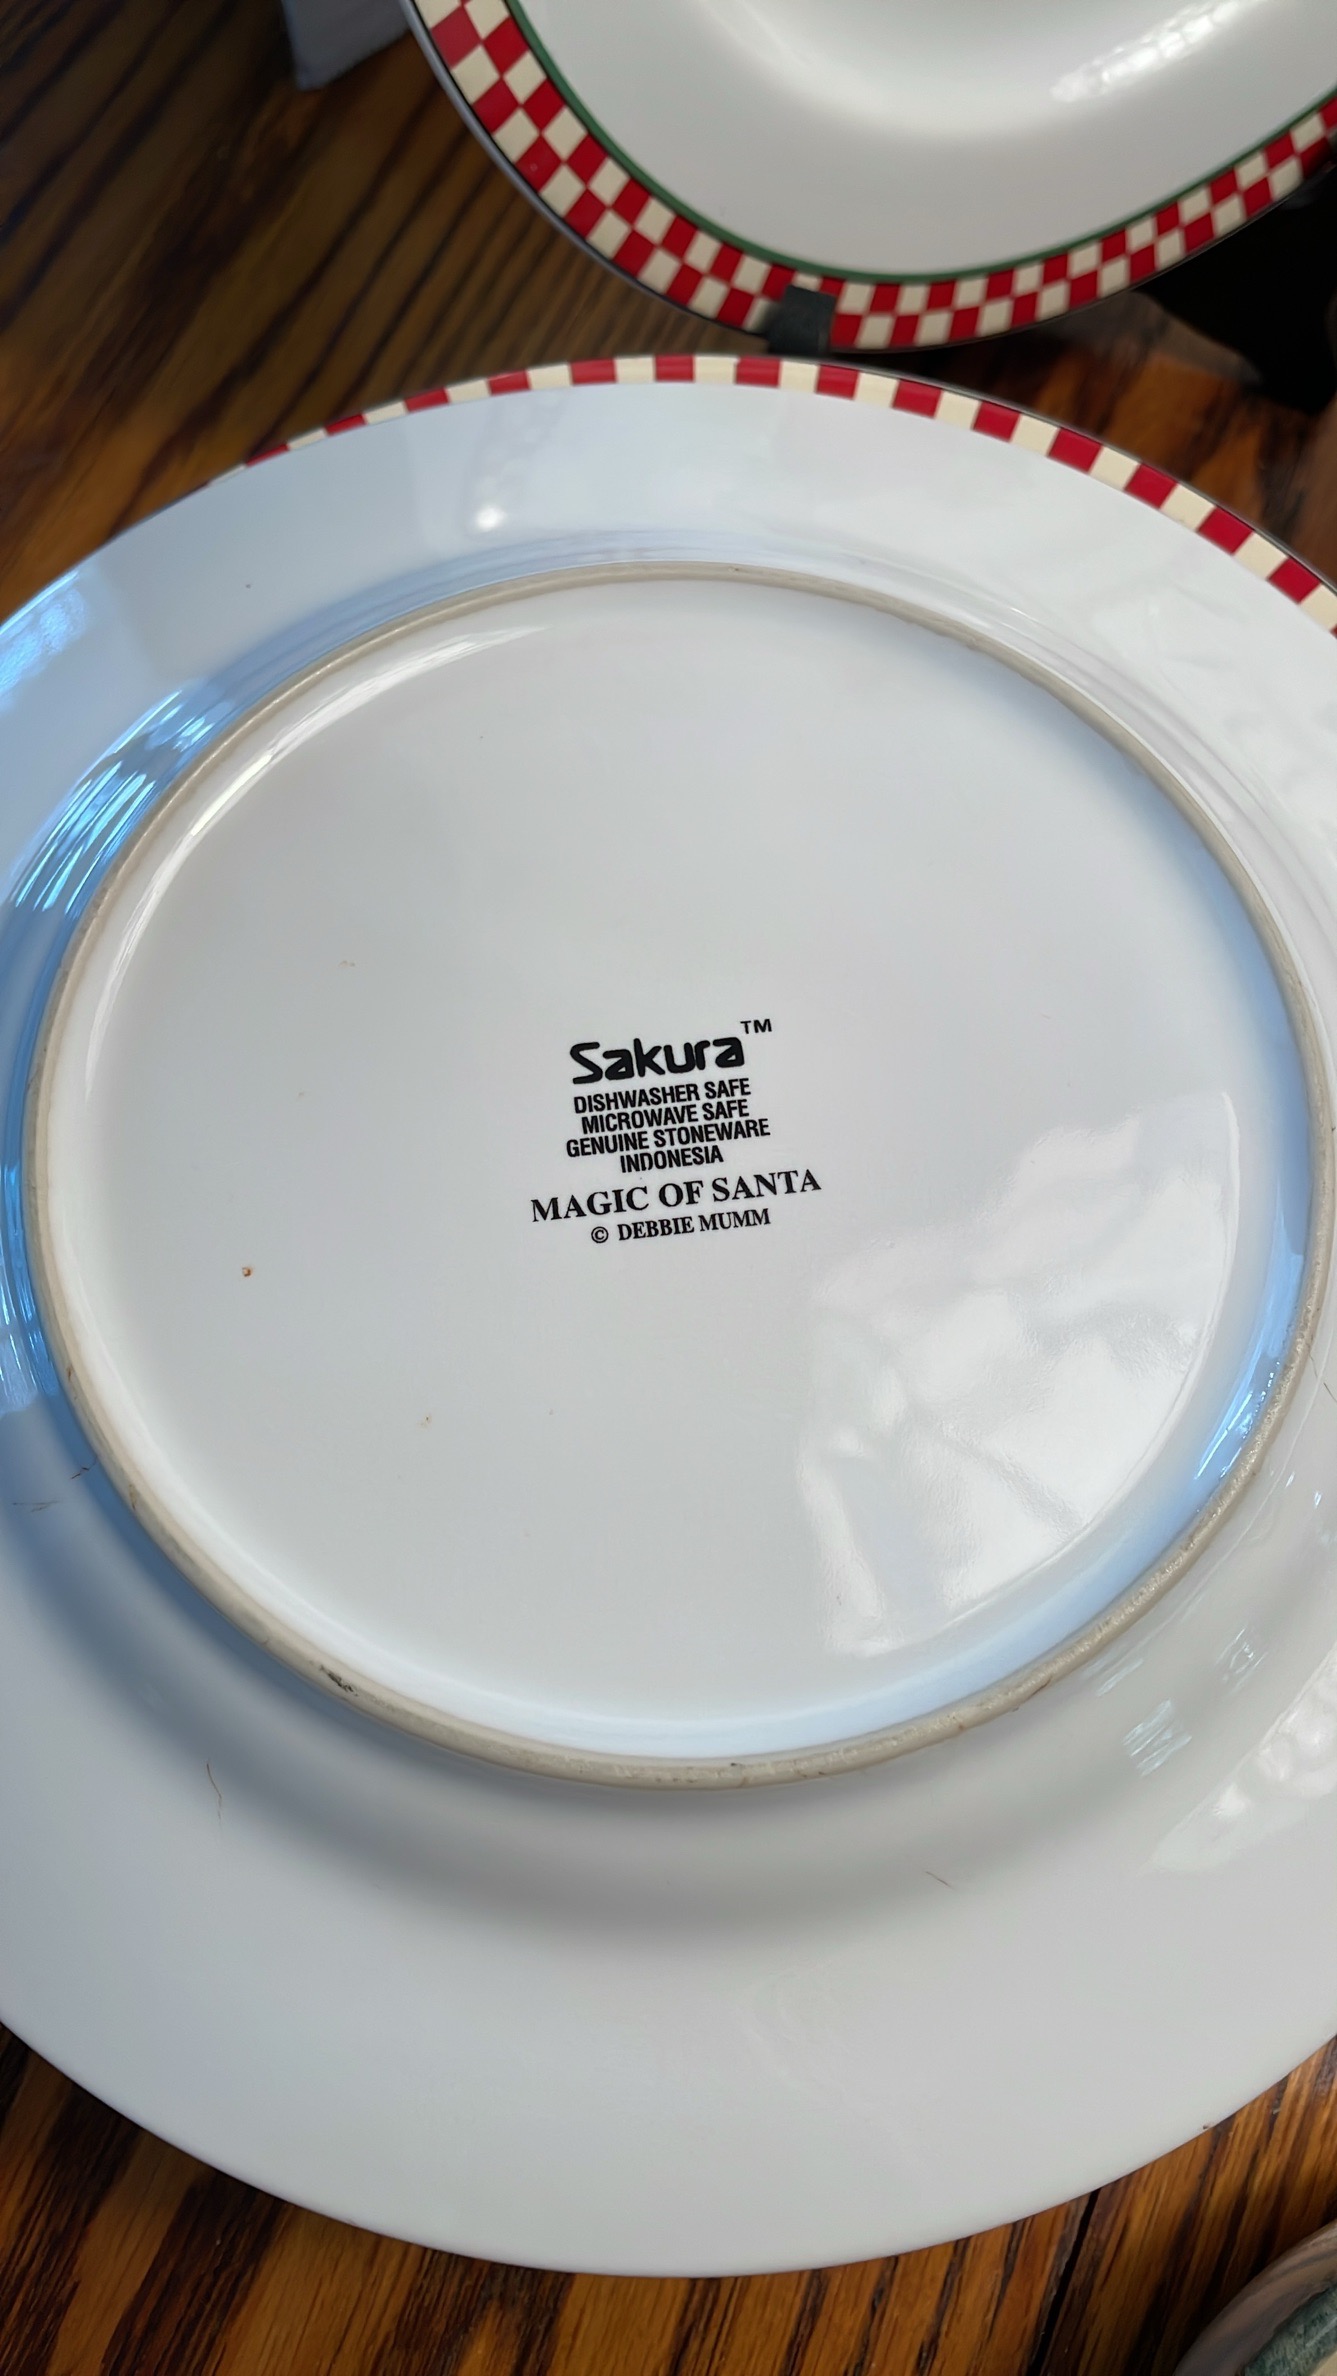 Sakura™
DISHWASHER SAFE
MICROWAVE SAFE
GENUINE STONEWARE
INDONESIA
MAGIC OF SANTA
© DEBBIE MUMM